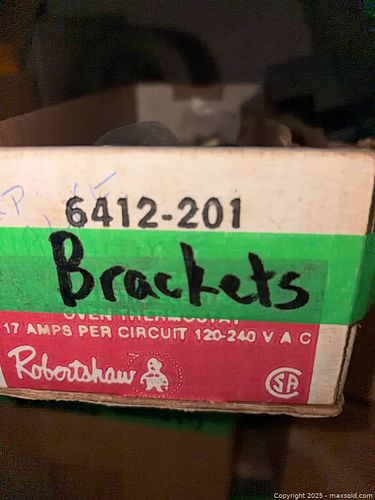 6412-201
Brackets
OVEN THERMOSTAT
17 AMPS PER CIRCUIT 120-240 V A C
Robertshaw
Copyright 2025 - maxsold.com